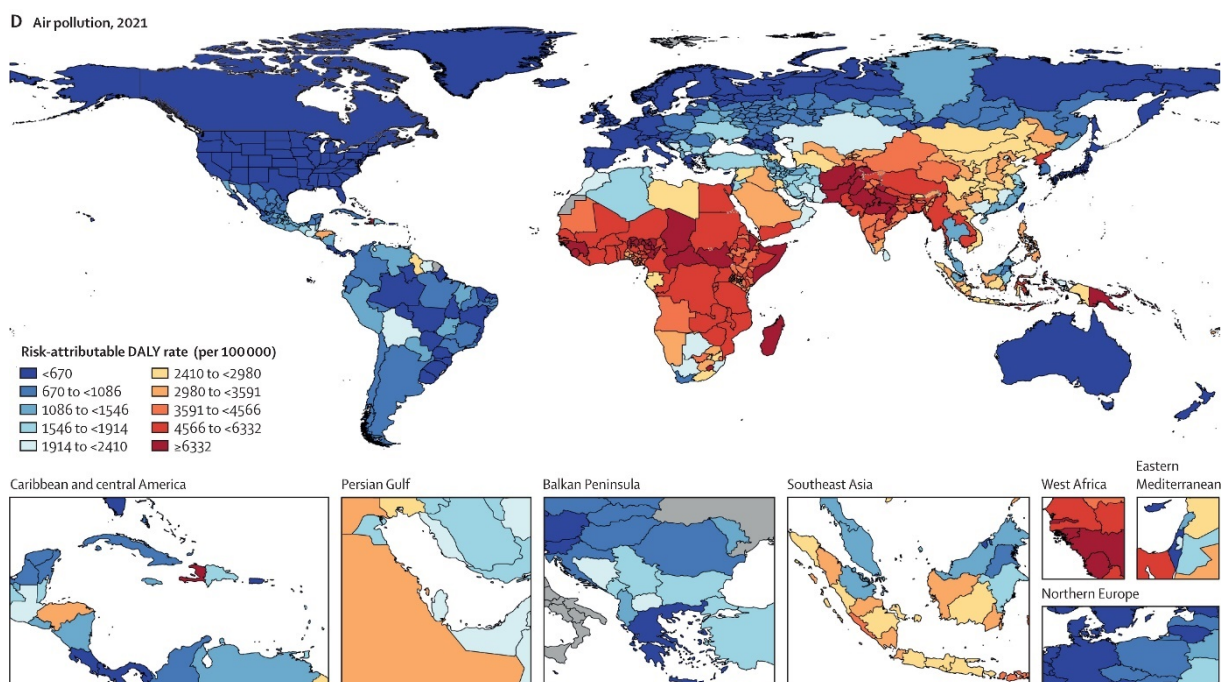 D Air pollution, 2021
Risk-attributable DALY rate (per 100 000)
<670
670 to <1086
1086 to <1546
1546 to <1914
1914 to <2410
2410 to <2980
2980 to <3591
3591 to <4566
4566 to <6332
≥6332
Caribbean and central America
Persian Gulf
Balkan Peninsula
Southeast Asia
West Africa
Eastern
Mediterranean
Northern Europe